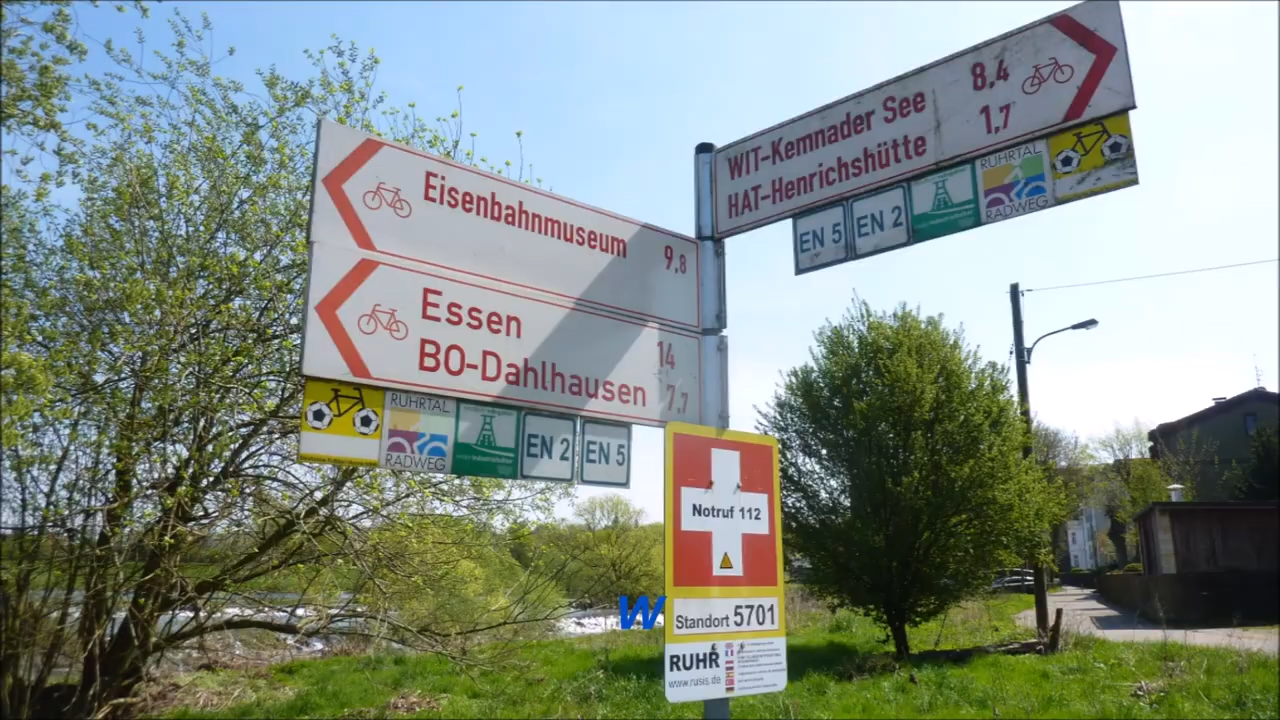 Eisenbahnmuseum 9,8
Essen 14
BO-Dahlhausen 7,7
RUHRTAL
RADWEG
EN 2
EN 5
WIT-Kemnader See 8,4
HAT-Henrichshütte 1,7
EN 5
EN 2
RUHRTAL
RADWEG
Notruf 112
W
Standort 5701
RUHR
www.rusis.de